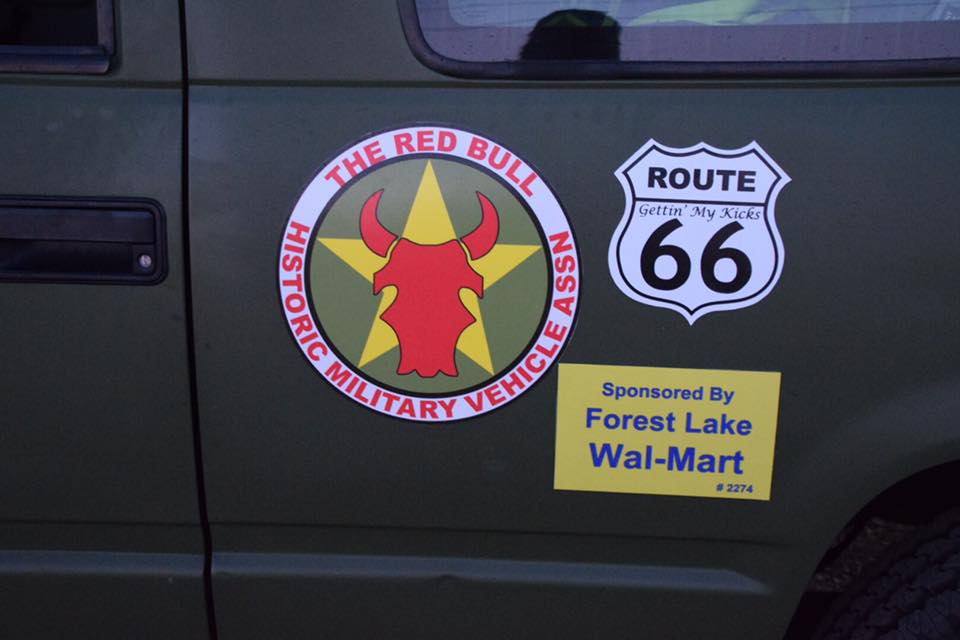 THE RED BULL
HISTORIC MILITARY VEHICLE ASSN
ROUTE
Gettin' My Kicks
66
Sponsored By
Forest Lake
Wal-Mart
# 2274